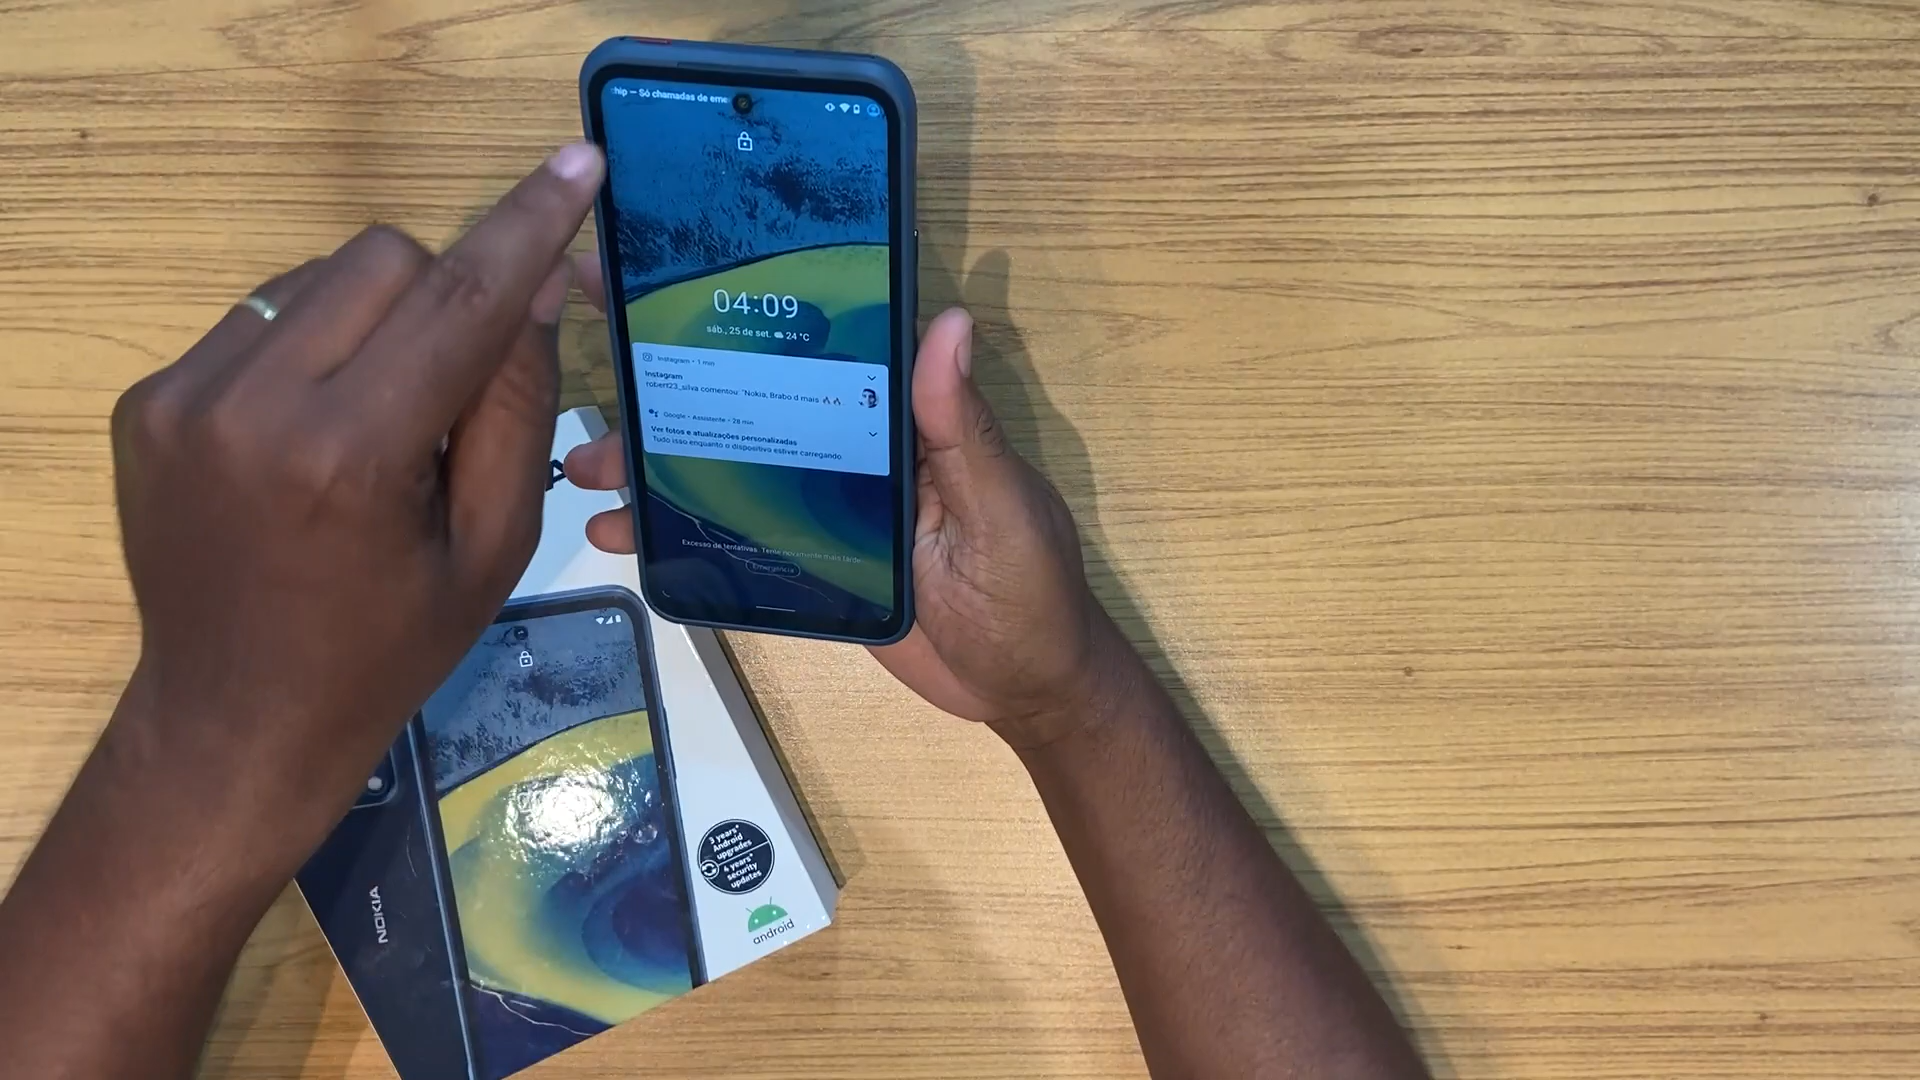 hip — Só chamadas de eme
04:09
sáb., 25 de set. 24 °C
Instagram • 1 min
Instagram
robert23_silva comentou: "Nokia, Brabo d mais 🔥🔥
Google • Assistente • 28 min
Ver fotos e atualizações personalizadas
Tudo isso enquanto o dispositivo estiver carregando
Excesso de tentativas. Tente novamente mais tarde.
Emergência
A
NOKIA
3 years*
Android
upgrades
4 years*
security
updates
android